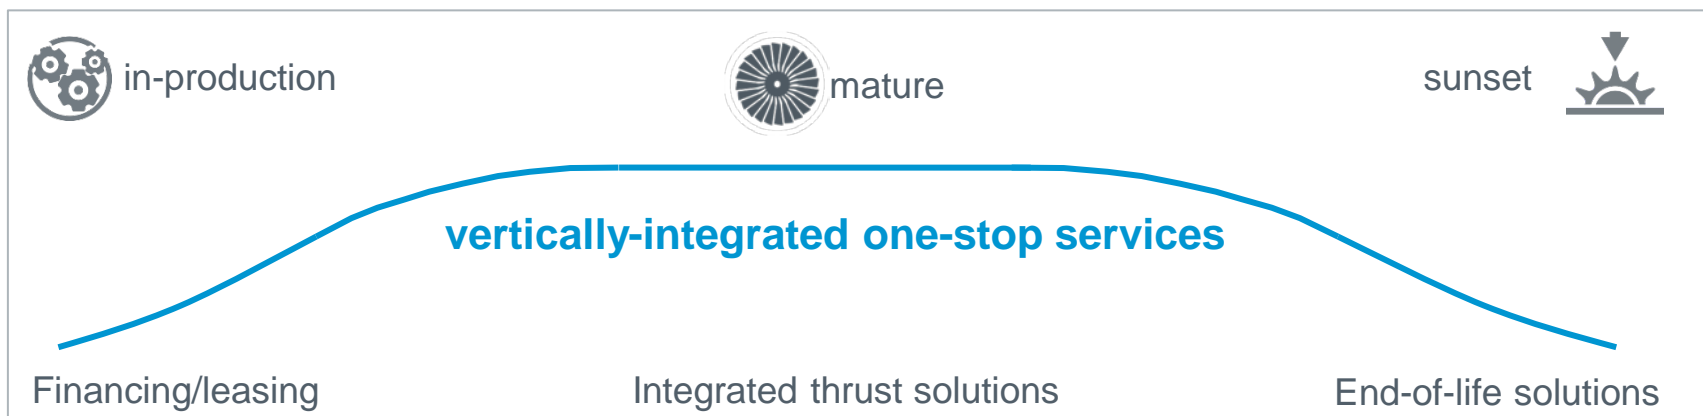 in-production
mature
sunset
vertically-integrated one-stop services
Financing/leasing
Integrated thrust solutions
End-of-life solutions